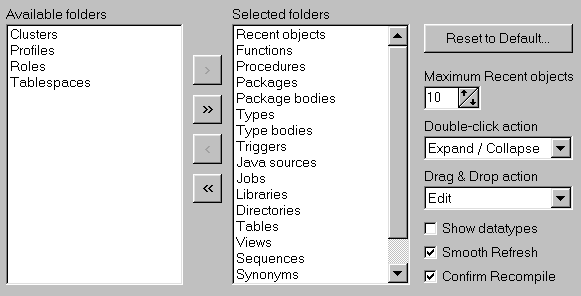 Available folders
Clusters
Profiles
Roles
Tablespaces
>
>>
<
<<
Selected folders
Recent objects
Functions
Procedures
Packages
Package bodies
Types
Type bodies
Triggers
Java sources
Jobs
Libraries
Directories
Tables
Views
Sequences
Synonyms
Reset to Default...
Maximum Recent objects
10
Double-click action
Expand / Collapse
Drag & Drop action
Edit
Show datatypes
Smooth Refresh
Confirm Recompile